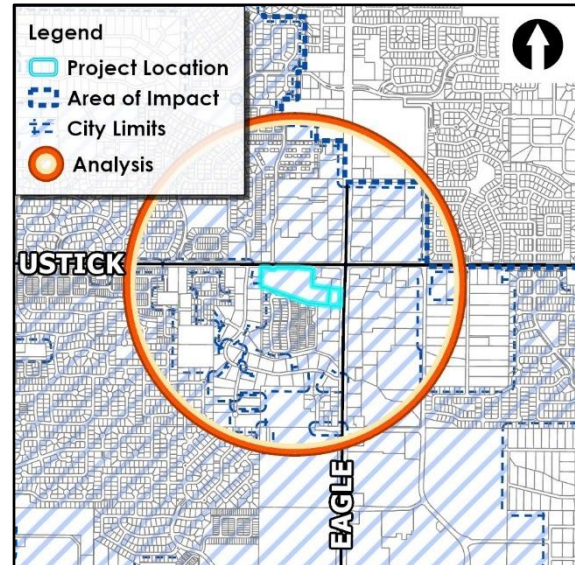 Legend
Project Location
Area of Impact
City Limits
Analysis
USTICK
EAGLE